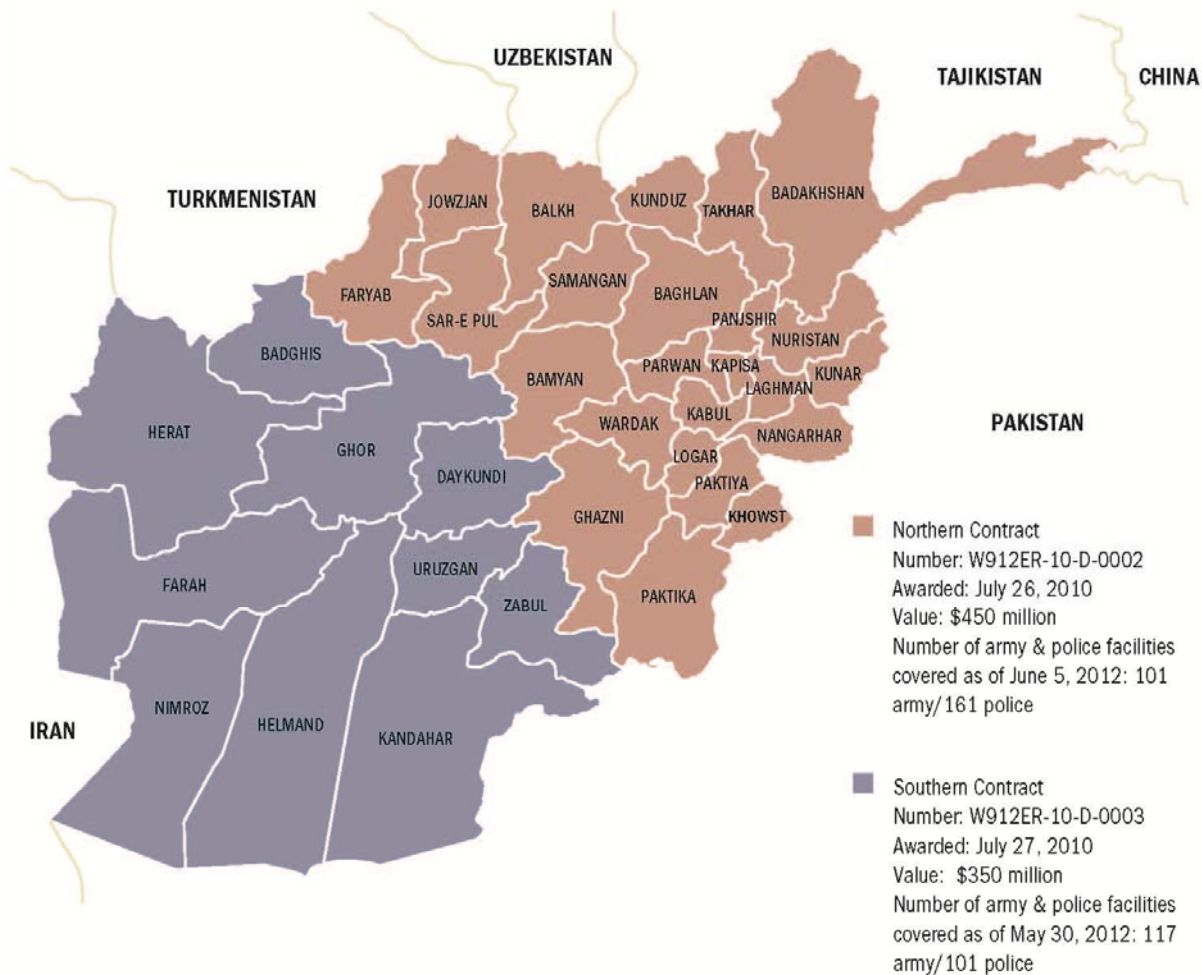 UZBEKISTAN
TAJIKISTAN
CHINA
TURKMENISTAN
JOWZJAN
BALKH
KUNDUZ
TAKHAR
BADAKHSHAN
FARYAB
SAR-E PUL
SAMANGAN
BAGHLAN
PANJSHIR
NURISTAN
BADGHIS
BAMYAN
PARWAN
KAPISA
LAGHMAN
KUNAR
HERAT
GHOR
WARDAK
KABUL
NANGARHAR
PAKISTAN
DAYKUNDI
LOGAR
PAKTIYA
GHAZNI
KHOWST
FARAH
URUZGAN
ZABUL
PAKTIKA
NIMROZ
HELMAND
KANDAHAR
IRAN
Northern Contract
Number: W912ER-10-D-0002
Awarded: July 26, 2010
Value: $450 million
Number of army & police facilities
covered as of June 5, 2012: 101
army/161 police
Southern Contract
Number: W912ER-10-D-0003
Awarded: July 27, 2010
Value: $350 million
Number of army & police facilities
covered as of May 30, 2012: 117
army/101 police